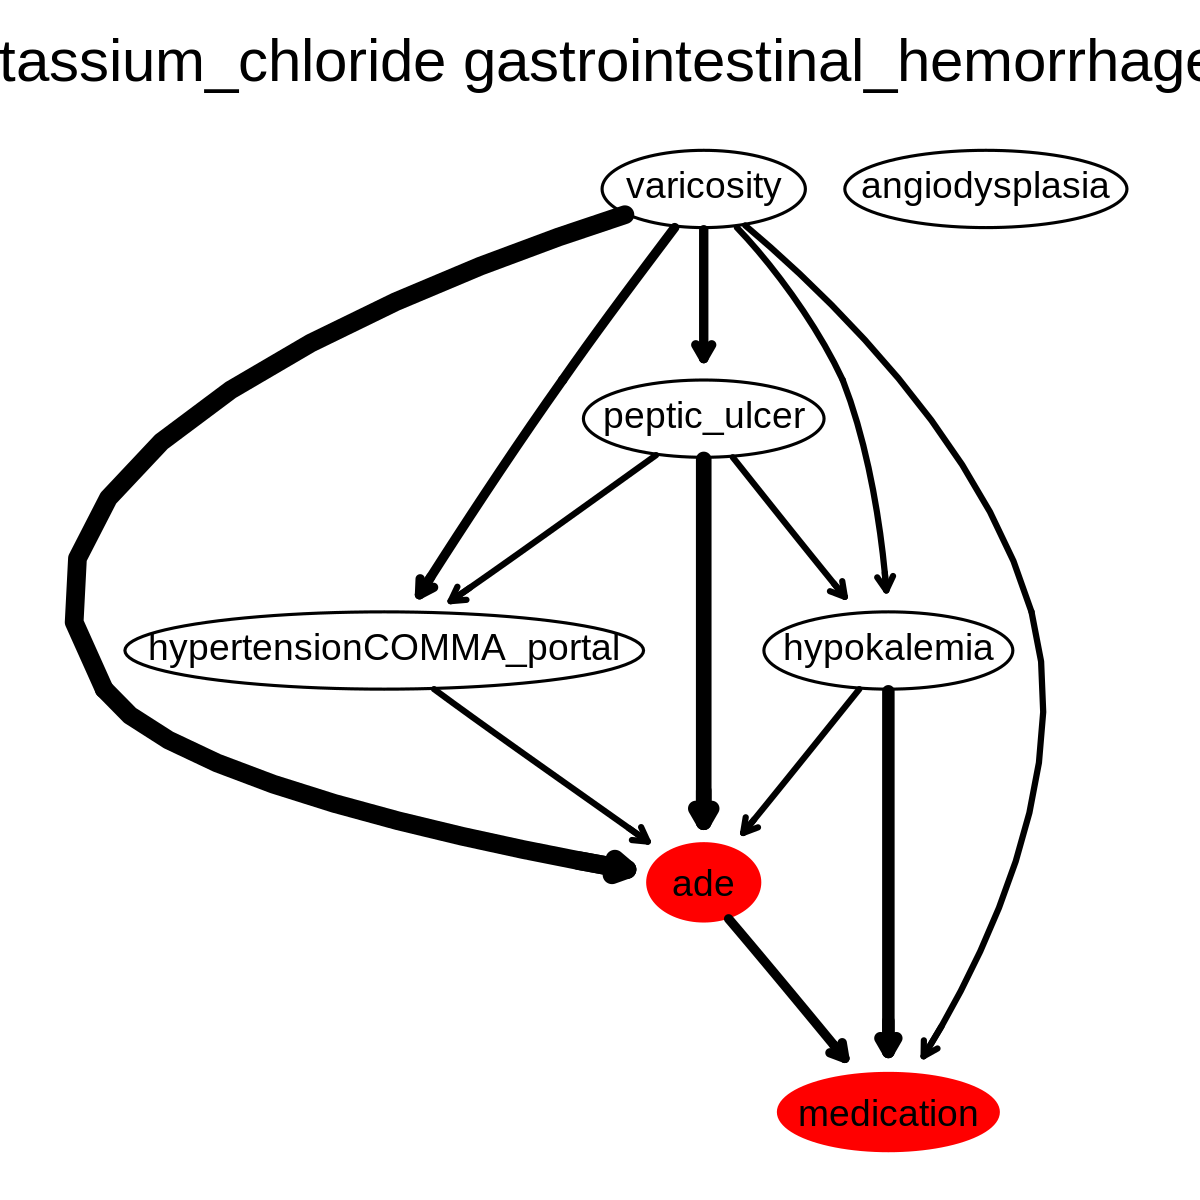 tassium_chloride gastrointestinal_hemorrhage
varicosity angiodysplasia
peptic_ulcer
hypertensionCOMMA_portal hypokalemia
ade
medication